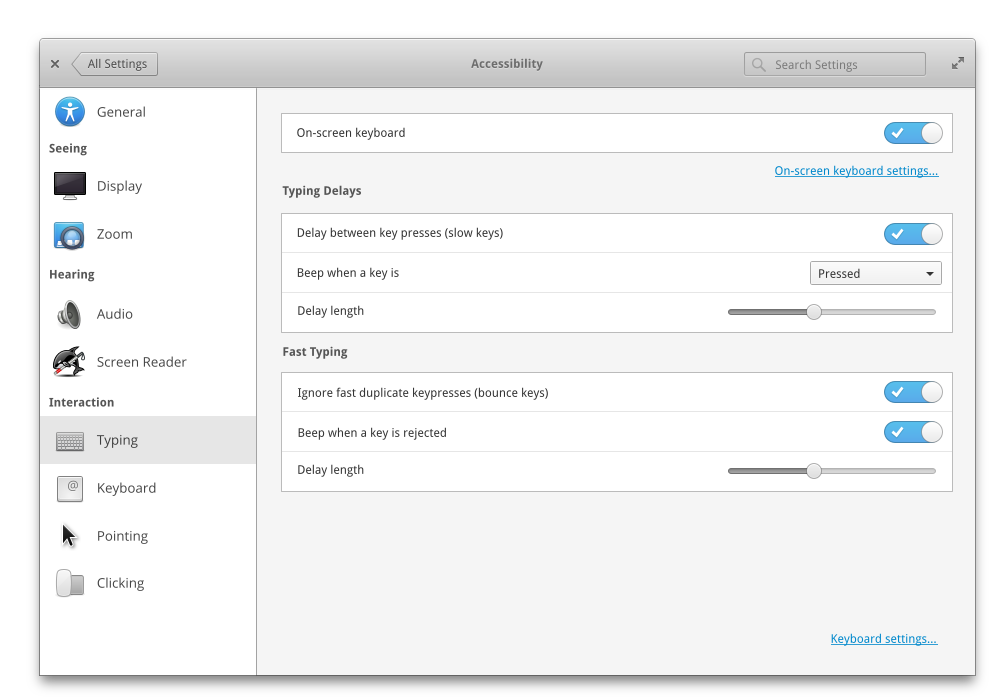 All Settings
Accessibility
Search Settings
General
Seeing
Display
Zoom
Hearing
Audio
Screen Reader
Interaction
Typing
Keyboard
Pointing
Clicking
On-screen keyboard
On-screen keyboard settings...
Typing Delays
Delay between key presses (slow keys)
Beep when a key is
Pressed
Delay length
Fast Typing
Ignore fast duplicate keypresses (bounce keys)
Beep when a key is rejected
Delay length
Keyboard settings...